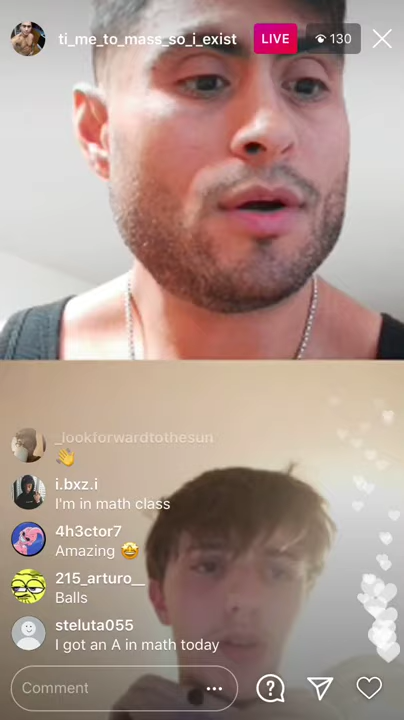 ti_me_to_mass_so_i_exist
LIVE
130
_lookforwardtothesun
👋
i.bxz.i
I'm in math class
4h3ctor7
Amazing 🤩
215_arturo__
Balls
steluta055
I got an A in math today
Comment